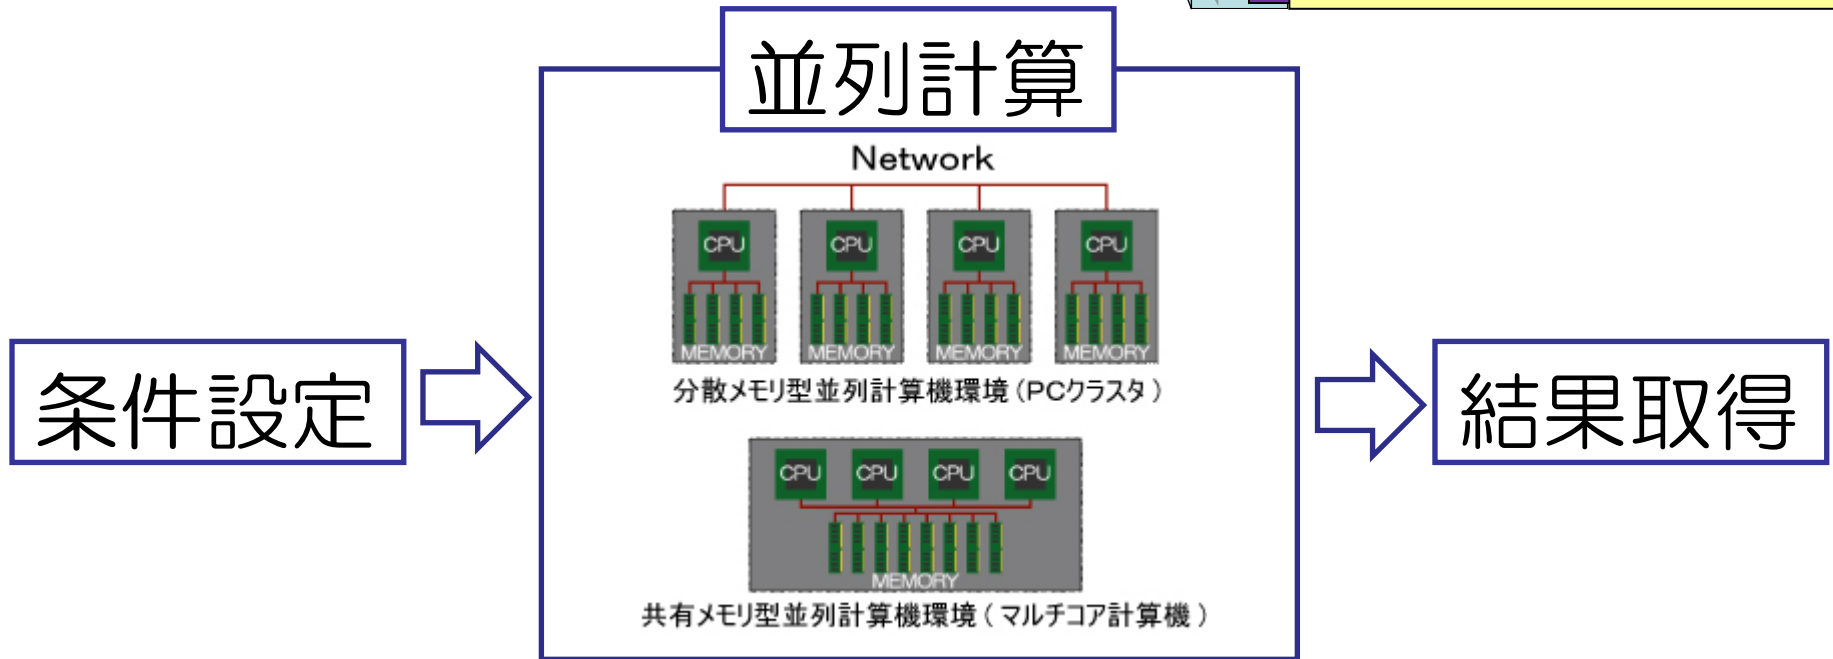 並列計算
Network
CPU CPU CPU CPU
MEMORY MEMORY MEMORY MEMORY
分散メモリ型並列計算機環境(PCクラスタ)
条件設定
結果取得
CPU CPU CPU CPU
MEMORY
共有メモリ型並列計算機環境(マルチコア計算機)